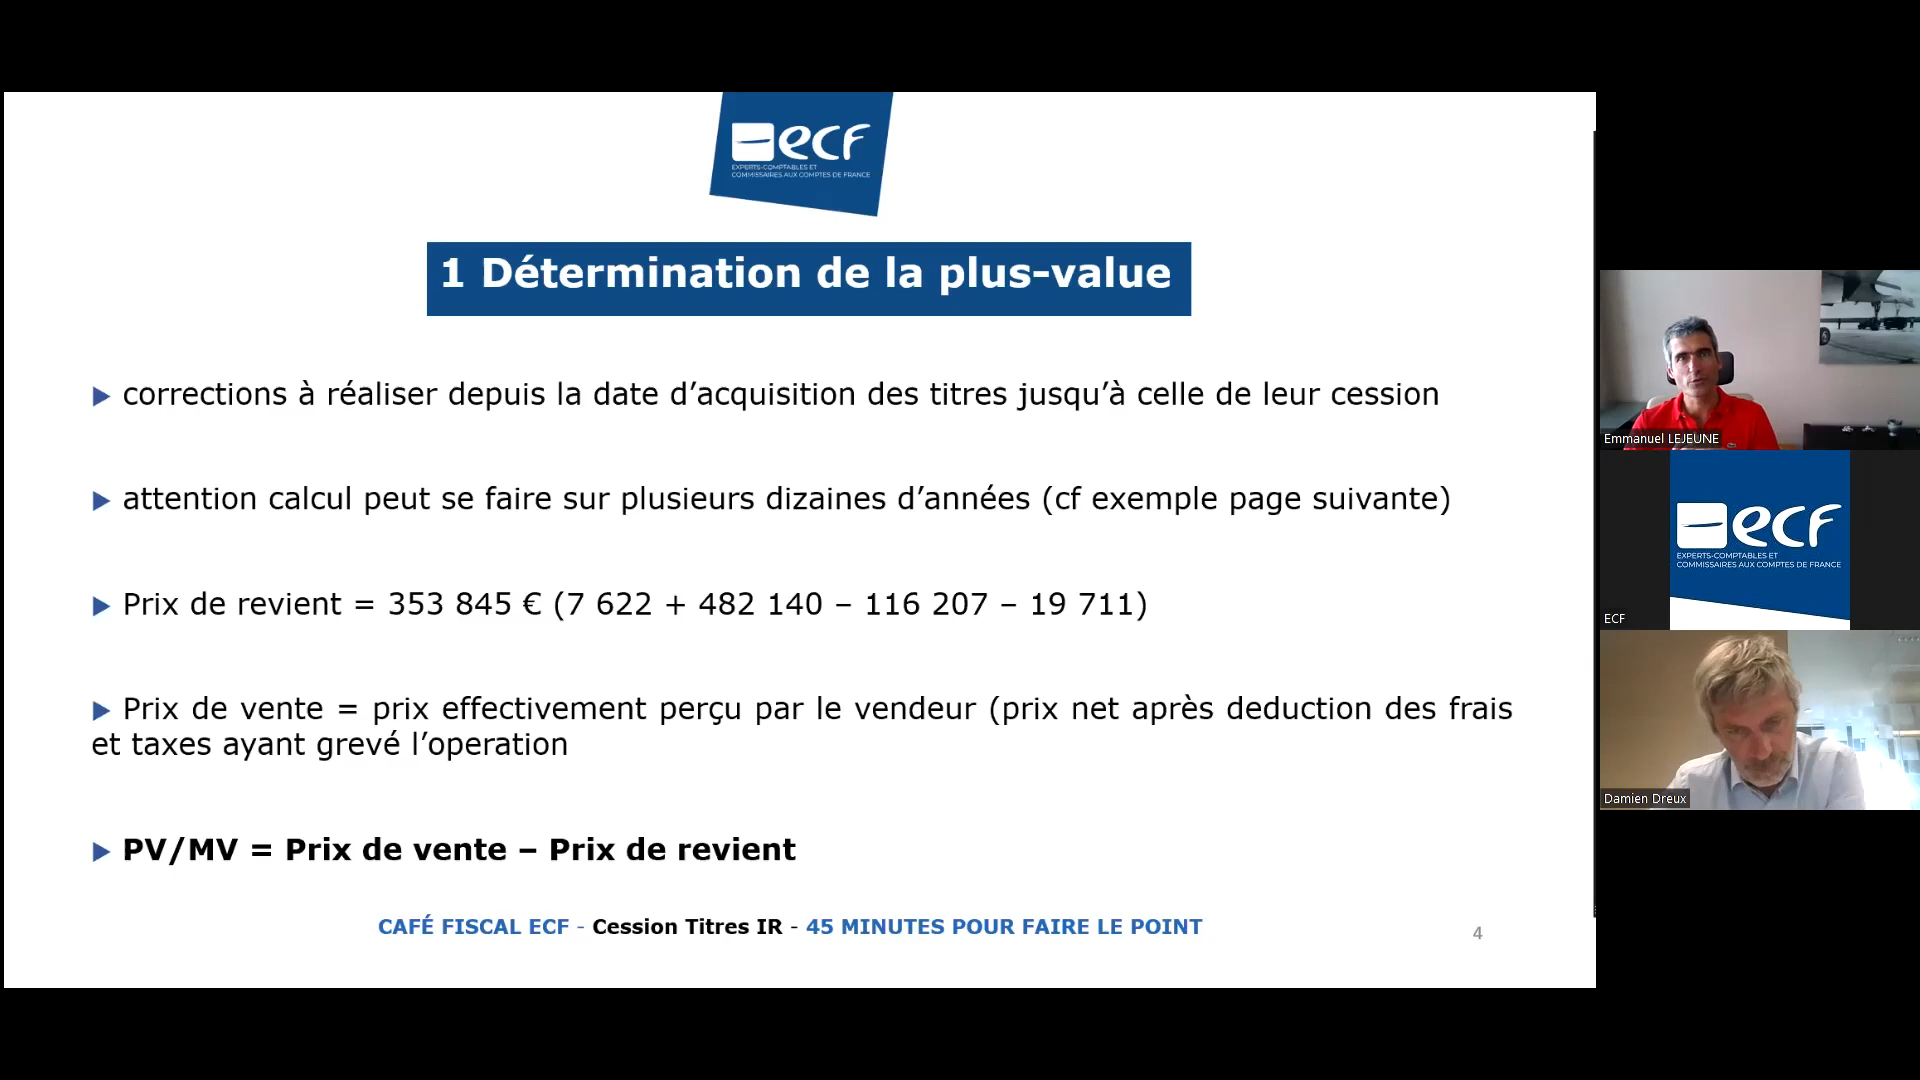 ecf
EXPERTS-COMPTABLES ET
COMMISSAIRES AUX COMPTES DE FRANCE
1 Détermination de la plus-value
corrections à réaliser depuis la date d’acquisition des titres jusqu’à celle de leur cession
attention calcul peut se faire sur plusieurs dizaines d’années (cf exemple page suivante)
Prix de revient = 353 845 € (7 622 + 482 140 – 116 207 – 19 711)
Prix de vente = prix effectivement perçu par le vendeur (prix net après deduction des frais
et taxes ayant grevé l’operation
PV/MV = Prix de vente – Prix de revient
CAFÉ FISCAL ECF - Cession Titres IR - 45 MINUTES POUR FAIRE LE POINT
4
Emmanuel LEJEUNE
ecf
EXPERTS-COMPTABLES ET
COMMISSAIRES AUX COMPTES DE FRANCE
ECF
Damien Dreux